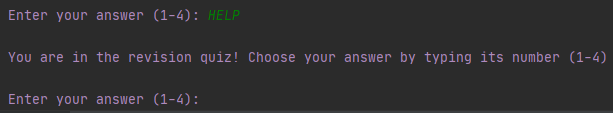 Enter your answer (1-4): HELP
You are in the revision quiz! Choose your answer by typing its number (1-4)
Enter your answer (1-4):